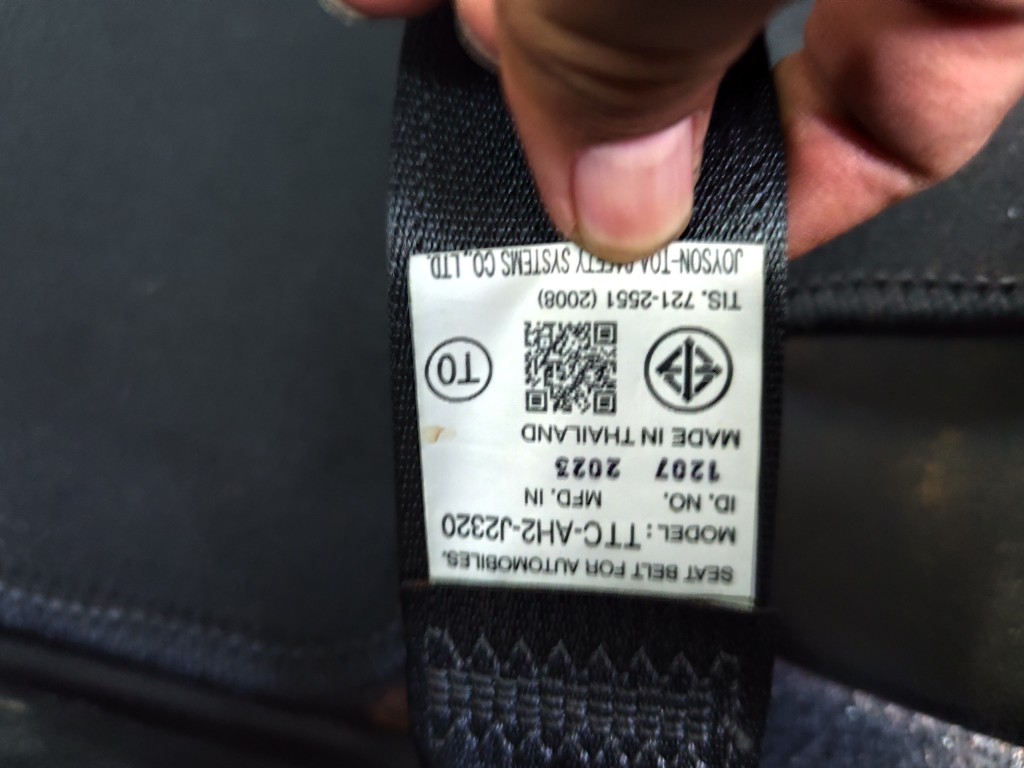 SEAT BELT FOR AUTOMOBILES.
MODEL : TTC-AH2-J2320
ID. NO. MFD. IN
1207 2023
MADE IN THAILAND
TO
TIS. 721-2551 (2008)
JOYSON-TOA SAFETY SYSTEMS CO., LTD.